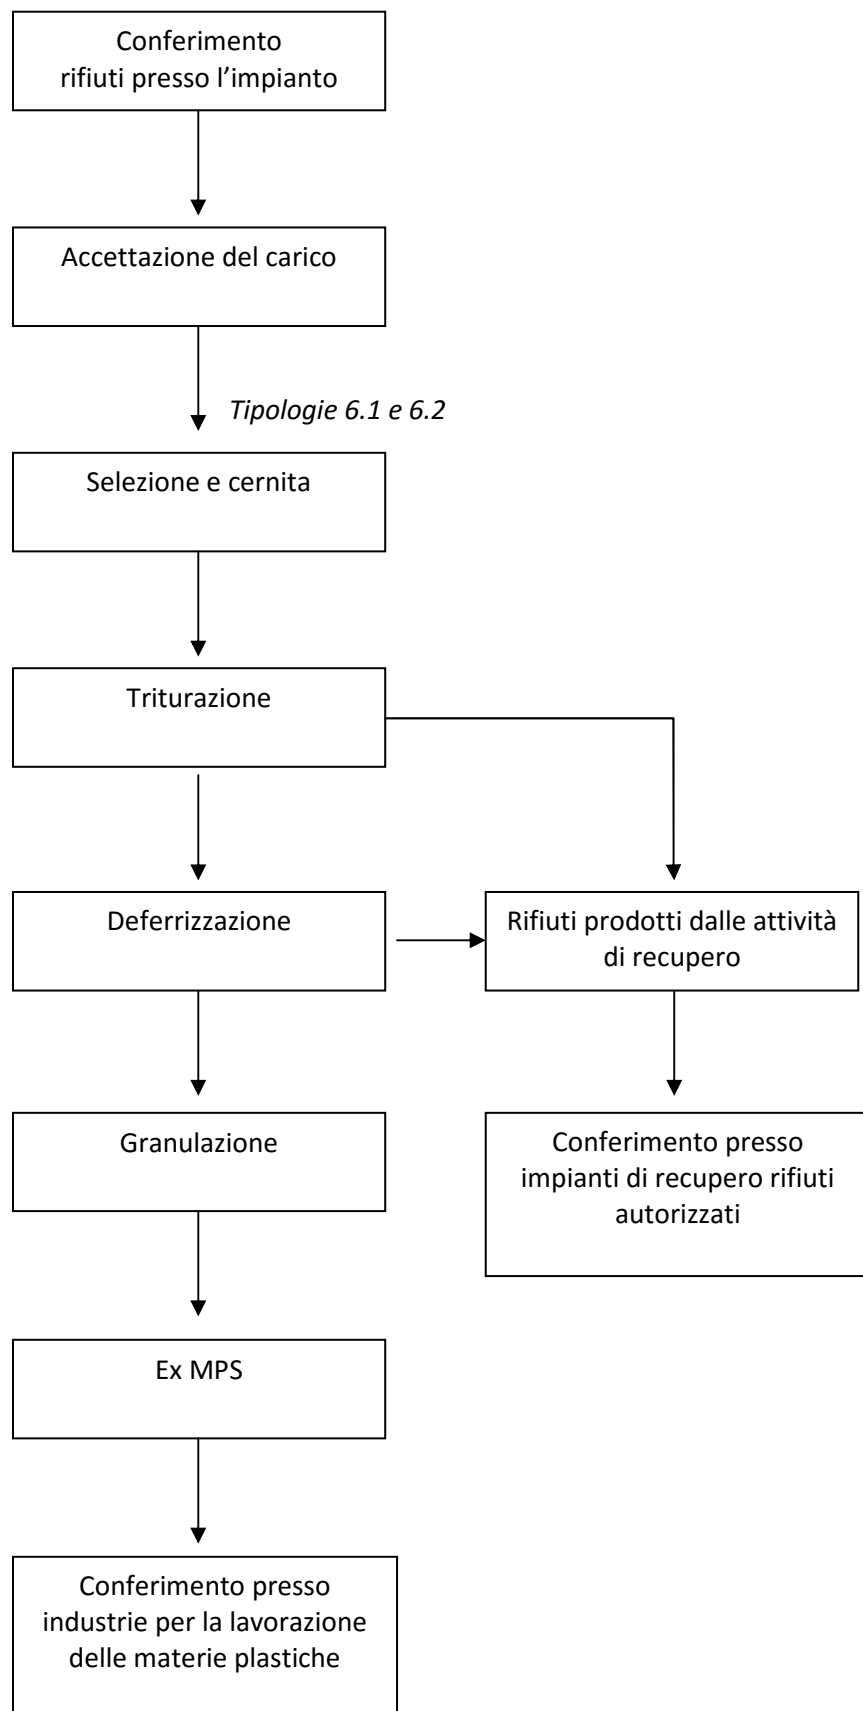 Conferimento
rifiuti presso l’impianto
Accettazione del carico
Tipologie 6.1 e 6.2
Selezione e cernita
Triturazione
Deferrizzazione
Rifiuti prodotti dalle attività
di recupero
Granulazione
Conferimento presso
impianti di recupero rifiuti
autorizzati
Ex MPS
Conferimento presso
industrie per la lavorazione
delle materie plastiche